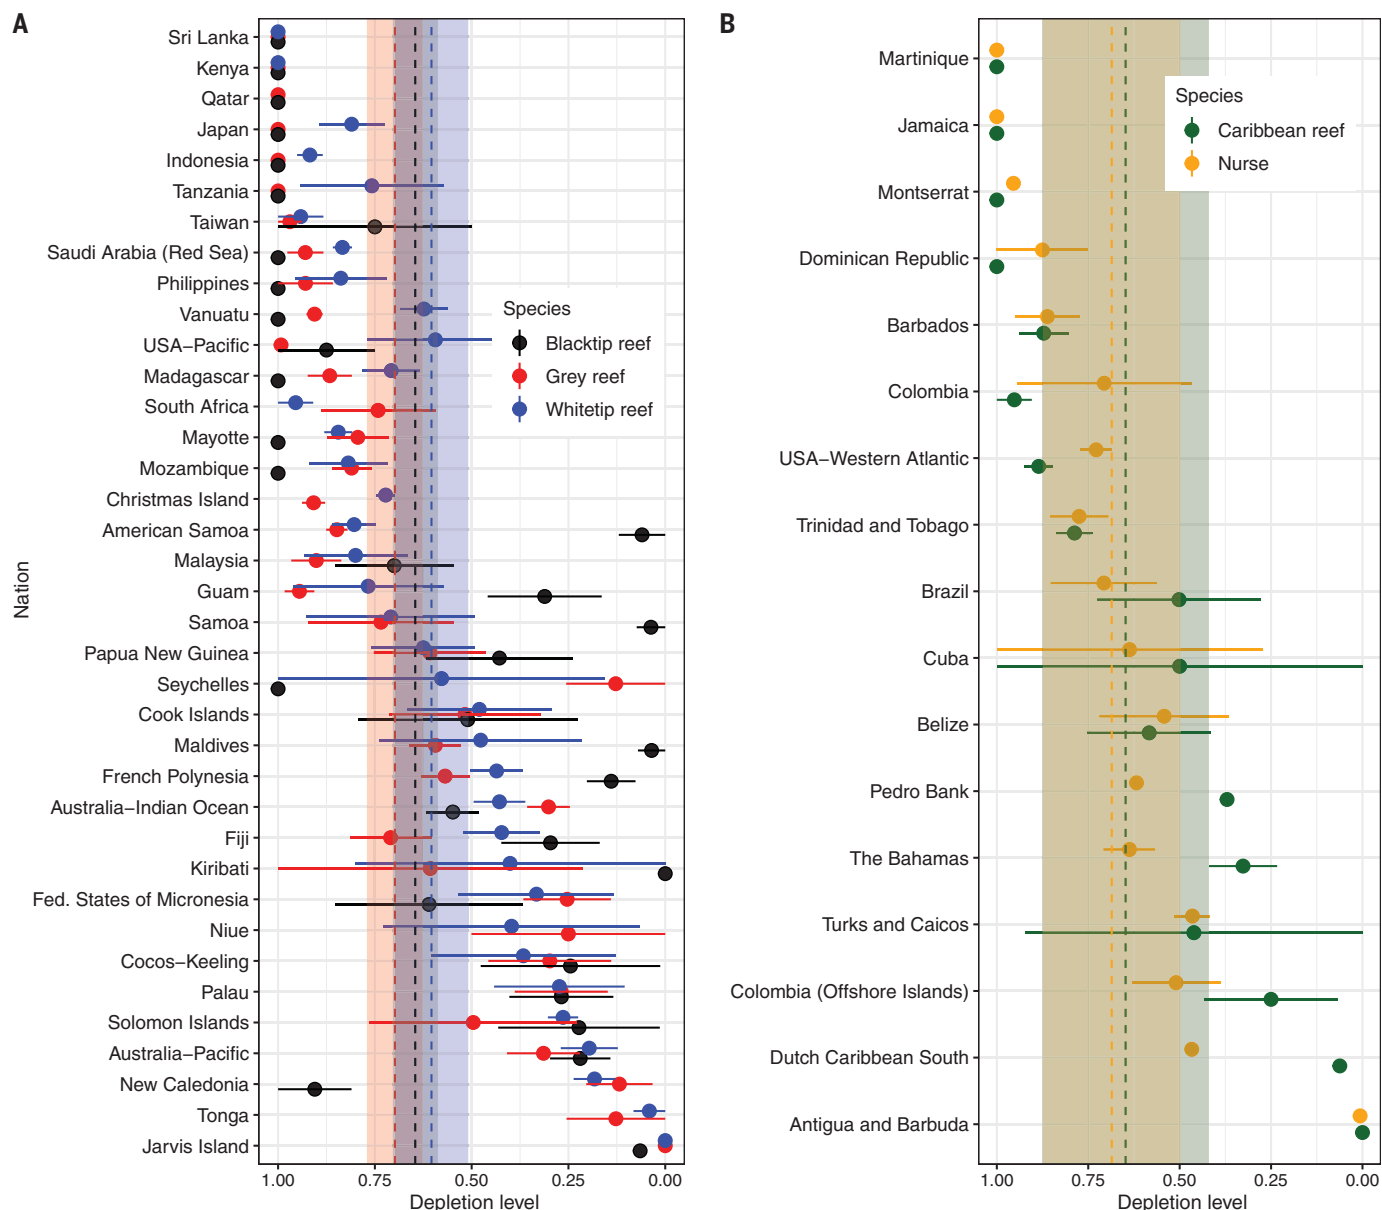 A
Nation
Sri Lanka
Kenya
Qatar
Japan
Indonesia
Tanzania
Taiwan
Saudi Arabia (Red Sea)
Philippines
Vanuatu
USA−Pacific
Madagascar
South Africa
Mayotte
Mozambique
Christmas Island
American Samoa
Malaysia
Guam
Samoa
Papua New Guinea
Seychelles
Cook Islands
Maldives
French Polynesia
Australia−Indian Ocean
Fiji
Kiribati
Fed. States of Micronesia
Niue
Cocos−Keeling
Palau
Solomon Islands
Australia−Pacific
New Caledonia
Tonga
Jarvis Island
Species
Blacktip reef
Grey reef
Whitetip reef
1.00 0.75 0.50 0.25 0.00
Depletion level
B
Martinique
Jamaica
Montserrat
Dominican Republic
Barbados
Colombia
USA−Western Atlantic
Trinidad and Tobago
Brazil
Cuba
Belize
Pedro Bank
The Bahamas
Turks and Caicos
Colombia (Offshore Islands)
Dutch Caribbean South
Antigua and Barbuda
Species
Caribbean reef
Nurse
1.00 0.75 0.50 0.25 0.00
Depletion level